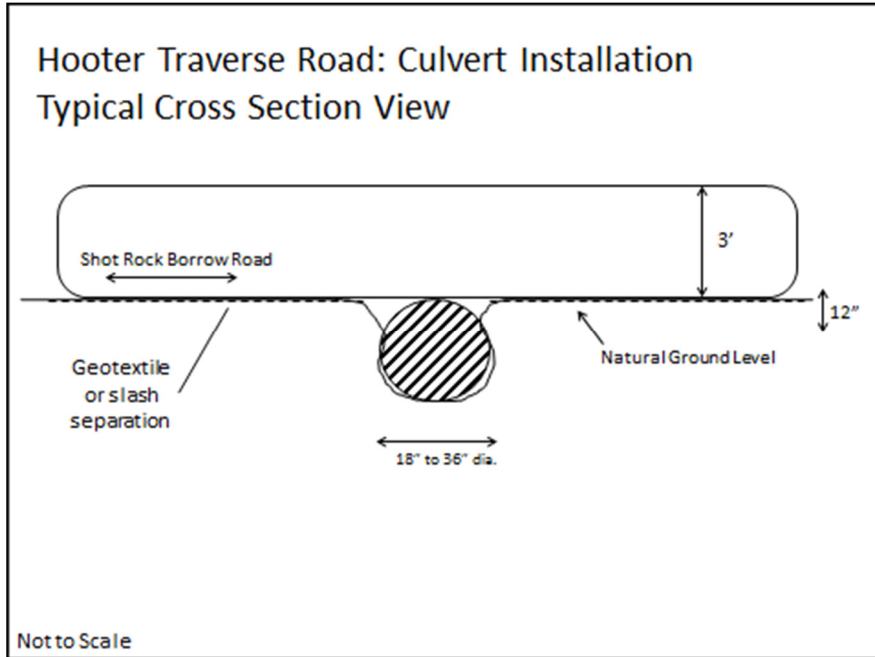 Hooter Traverse Road: Culvert Installation
Typical Cross Section View
3’
Shot Rock Borrow Road
12”
Natural Ground Level
Geotextile
or slash
separation
18” to 36” dia.
Not to Scale